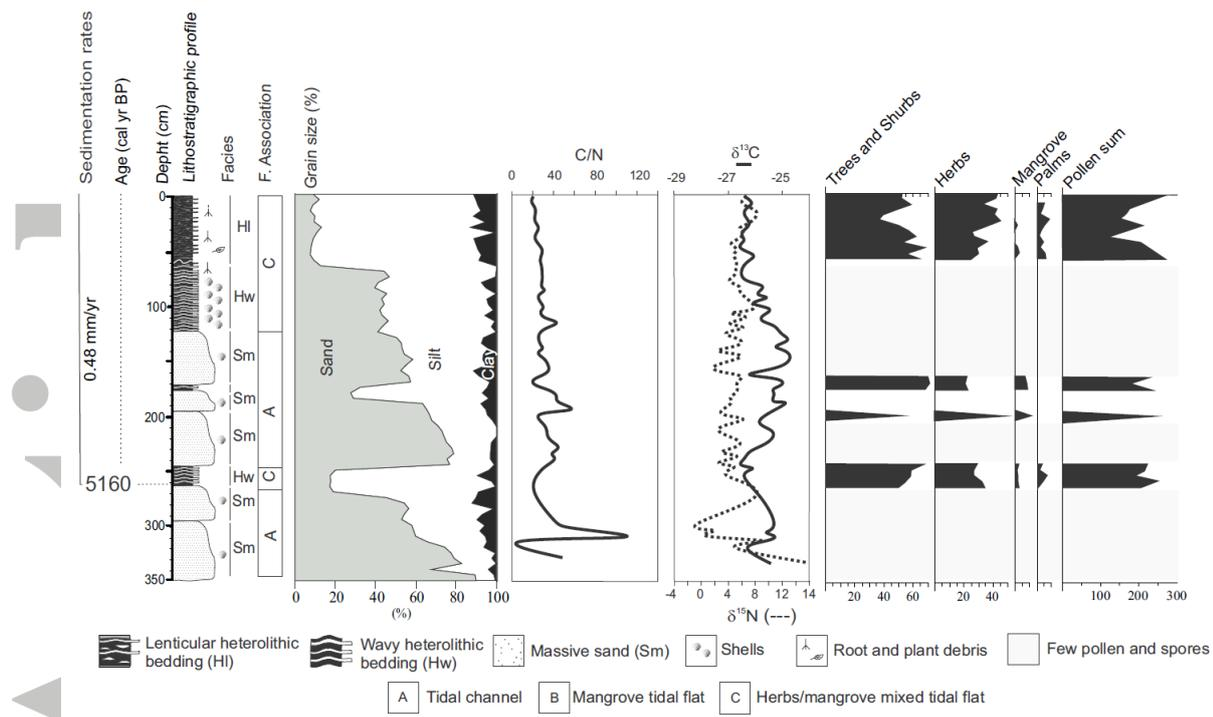 Sedimentation rates
Age (cal yr BP)
Depht (cm)
Lithostratigraphic profile
Facies
F. Association
Grain size (%)
C/N
δ13C
Trees and Shurbs
Herbs
Mangrove
Palms
Pollen sum
0 40 80 120
-29 -27 -25
0
100
200
300
350
0.48 mm/yr
5160
Hl
Hw
Sm
Sm
Sm
Hw
Sm
Sm
C
A
C
A
Sand
Silt
Clay
0 20 40 60 80 100
(%)
-4 0 4 8 12 14
δ15N (---)
20 40 60
20 40
100 200 300
Lenticular heterolithic
bedding (Hl)
Wavy heterolithic
bedding (Hw)
Massive sand (Sm)
Shells
Root and plant debris
Few pollen and spores
A Tidal channel
B Mangrove tidal flat
C Herbs/mangrove mixed tidal flat